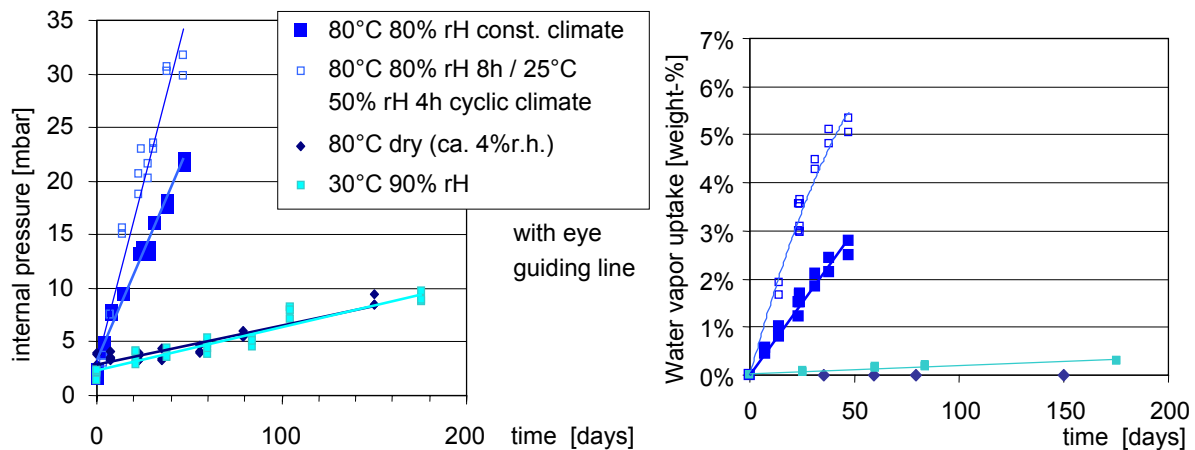 35
30
25
20
15
10
5
0
internal pressure [mbar]
0
100
200
time [days]
80°C 80% rH const. climate
80°C 80% rH 8h / 25°C
50% rH 4h cyclic climate
80°C dry (ca. 4%r.h.)
30°C 90% rH
with eye
guiding line
7%
6%
5%
4%
3%
2%
1%
0%
Water vapor uptake [weight-%]
0
50
100
150
200
time [days]